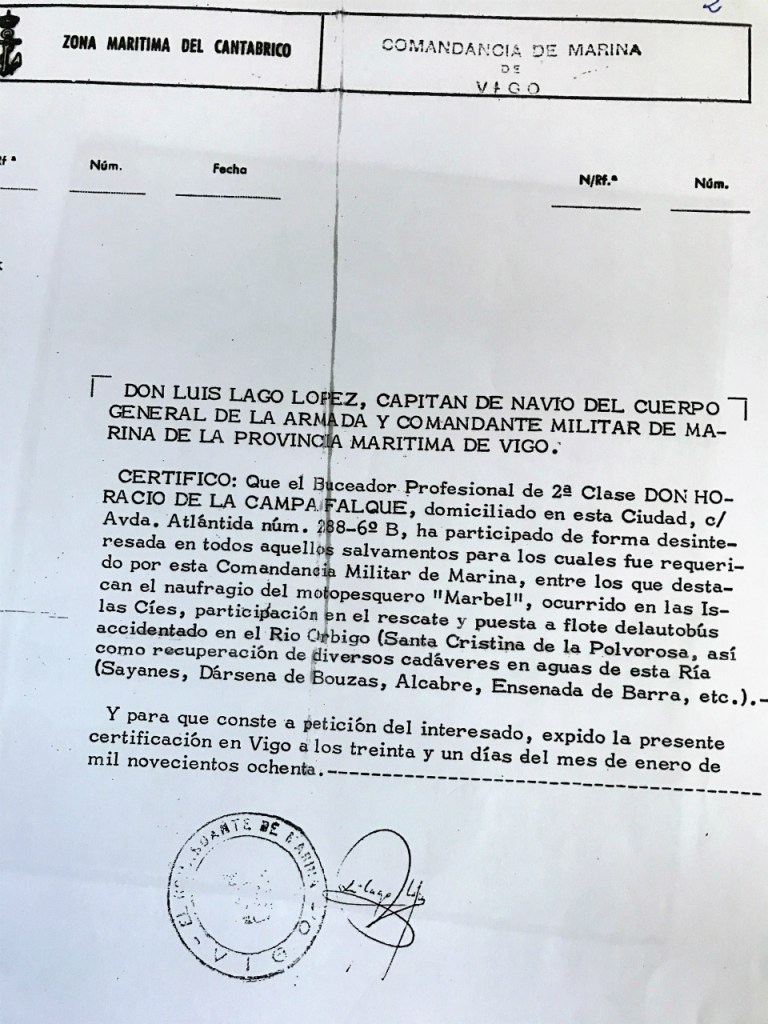 2
ZONA MARITIMA DEL CANTABRICO
COMANDANCIA DE MARINA
DE
VIGO
Núm.
Fecha
N/Rf.ª
Núm.
DON LUIS LAGO LOPEZ, CAPITAN DE NAVIO DEL CUERPO
GENERAL DE LA ARMADA Y COMANDANTE MILITAR DE MA-
RINA DE LA PROVINCIA MARITIMA DE VIGO.
CERTIFICO: Que el Buceador Profesional de 2ª Clase DON HO-
RACIO DE LA CAMPA FALQUE, domiciliado en esta Ciudad, c/
Avda. Atlántida núm. 288-6º B, ha participado de forma desinte-
resada en todos aquellos salvamentos para los cuales fue requeri-
do por esta Comandancia Militar de Marina, entre los que desta-
can el naufragio del motopesquero "Marbel", ocurrido en las Is-
las Cíes, participación en el rescate y puesta a flote delautobús
accidentado en el Rio Orbigo (Santa Cristina de la Polvorosa, así
como recuperación de diversos cadáveres en aguas de esta Ría
(Sayanes, Dársena de Bouzas, Alcabre, Ensenada de Barra, etc.).-
Y para que conste a petición del interesado, expido la presente
certificación en Vigo a los treinta y un días del mes de enero de
mil novecientos ochenta.----------------------------------------
EL COMANDANTE DE MARINA - VIGO